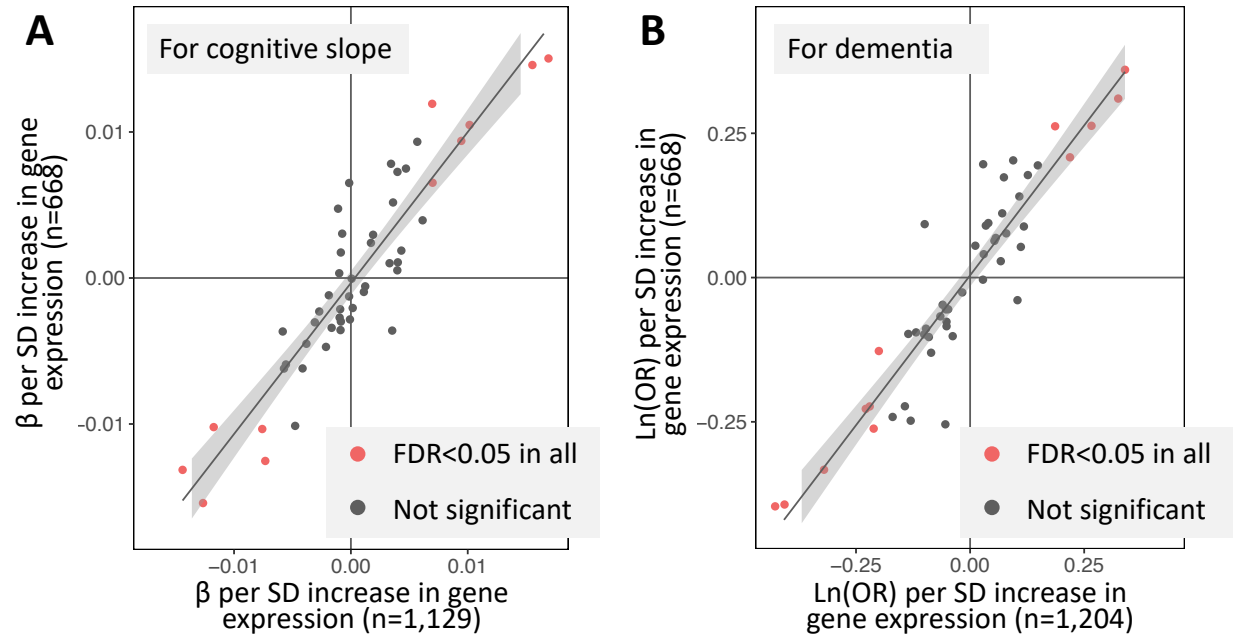 A
For cognitive slope
β per SD increase in gene
expression (n=668)
0.01
0.00
−0.01
FDR<0.05 in all
Not significant
−0.01
0.00
0.01
β per SD increase in gene
expression (n=1,129)
B
For dementia
Ln(OR) per SD increase in
gene expression (n=668)
0.25
0.00
−0.25
FDR<0.05 in all
Not significant
−0.25
0.00
0.25
Ln(OR) per SD increase in
gene expression (n=1,204)